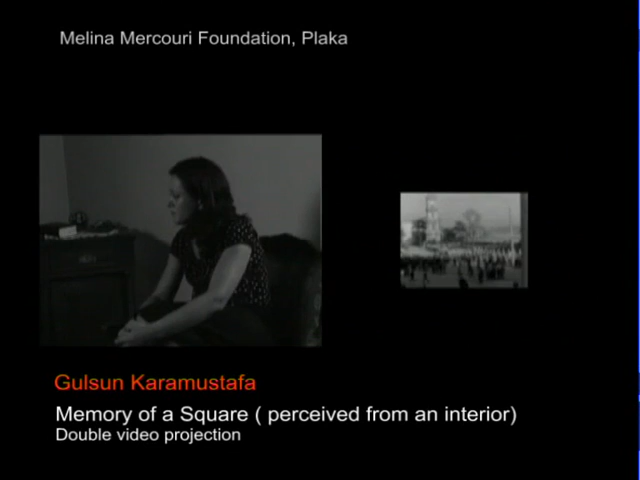 Melina Mercouri Foundation, Plaka
Gulsun Karamustafa
Memory of a Square ( perceived from an interior)
Double video projection